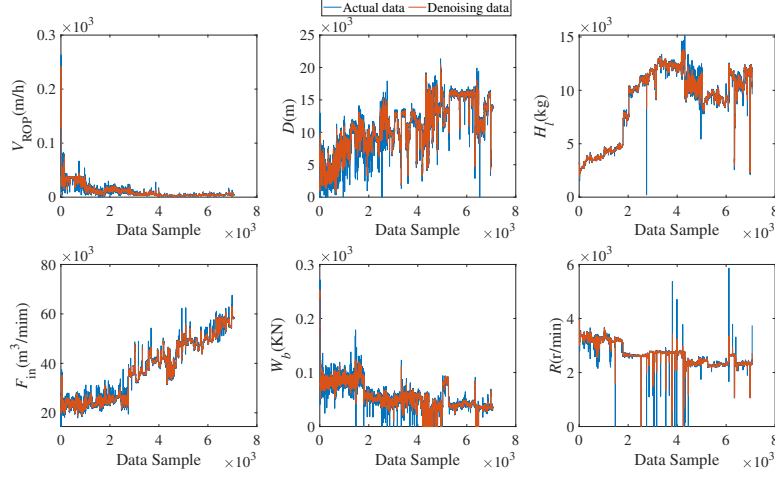 Actual data Denoising data
×10³ ×10³ ×10³
0.3 25 15
0.2 20 10
0.1 15 5
0 10 0
5
0
V_ROP(m/h) D(m) H_l(kg)
0 2 4 6 8 0 2 4 6 8 0 2 4 6 8
Data Sample ×10³ Data Sample ×10³ Data Sample ×10³
×10³ ×10³ ×10³
80 0.3 6
60 0.2 4
40 0.1 2
20 0 0
F_in(m³/miim) W_b(KN) R(r/min)
0 2 4 6 8 0 2 4 6 8 0 2 4 6 8
Data Sample ×10³ Data Sample ×10³ Data Sample ×10³